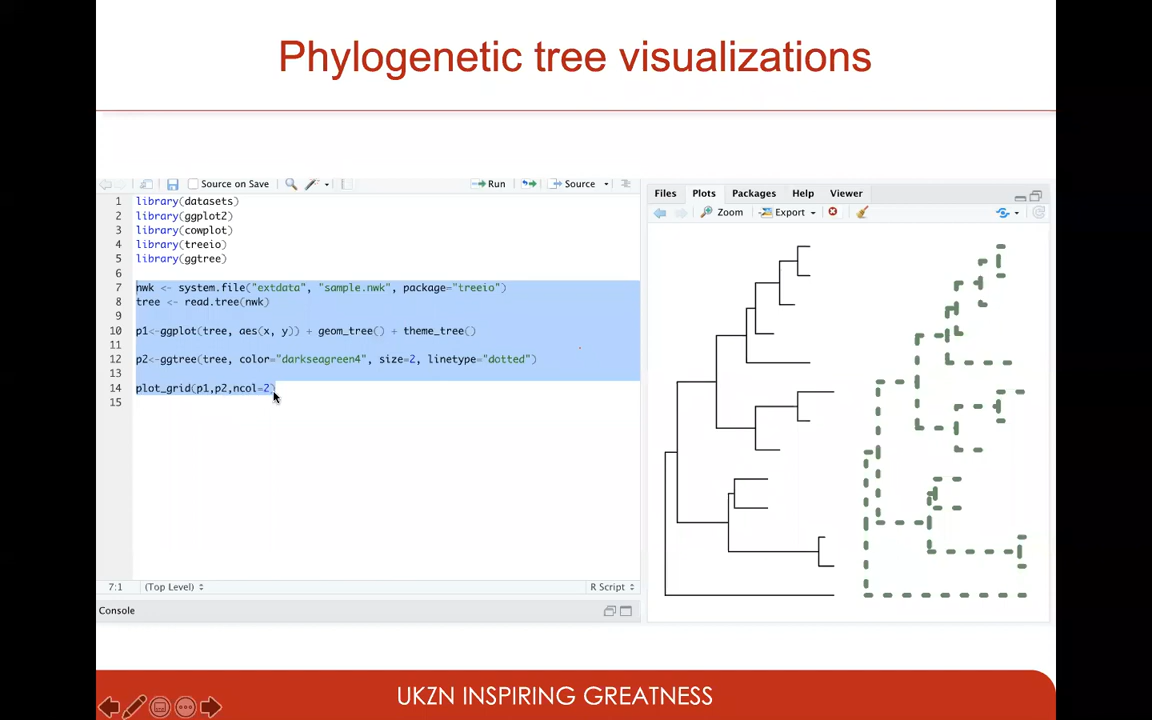 Phylogenetic tree visualizations
Source on Save
Run
Source
1 library(datasets)
2 library(ggplot2)
3 library(cowplot)
4 library(treeio)
5 library(ggtree)
6
7 nwk <- system.file("extdata", "sample.nwk", package="treeio")
8 tree <- read.tree(nwk)
9
10 p1<-ggplot(tree, aes(x, y)) + geom_tree() + theme_tree()
11
12 p2<-ggtree(tree, color="darkseagreen4", size=2, linetype="dotted")
13
14 plot_grid(p1,p2,ncol=2)
15
7:1 (Top Level) R Script
Console
Files Plots Packages Help Viewer
Zoom Export
UKZN INSPIRING GREATNESS